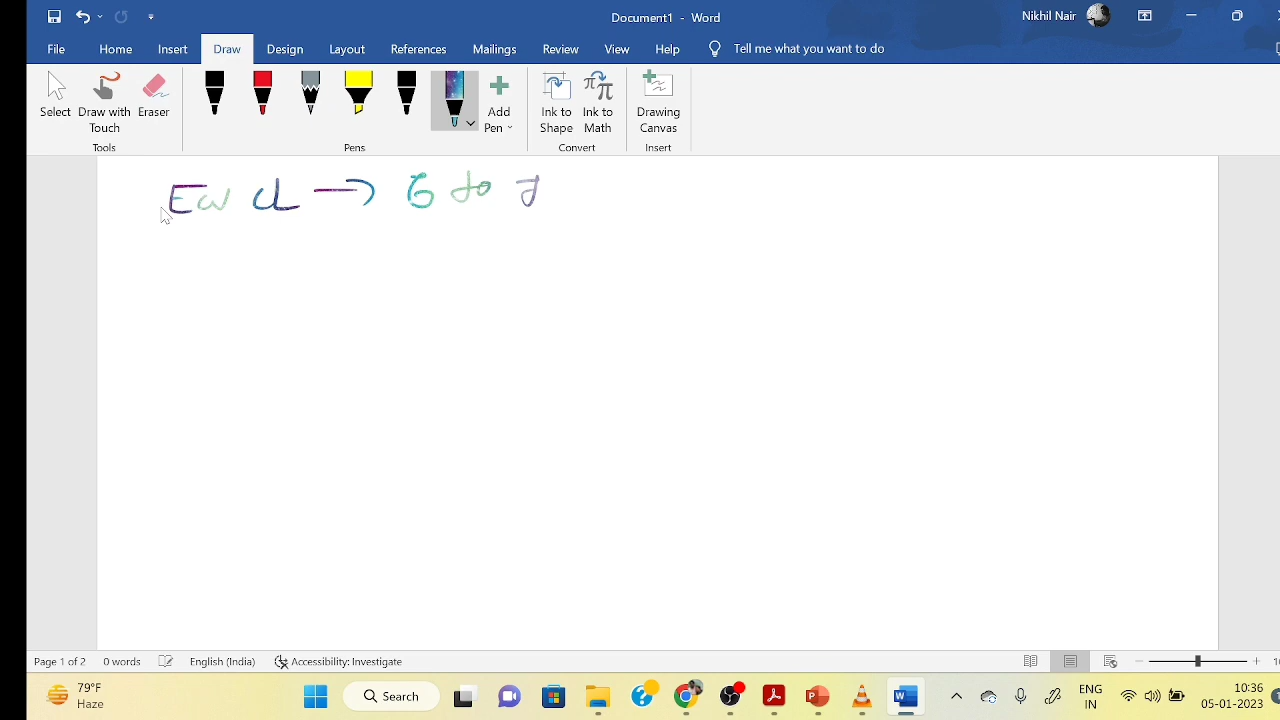 Document1 - Word
Nikhil Nair
File Home Insert Draw Design Layout References Mailings Review View Help Tell me what you want to do
Select
Draw with Touch
Eraser
Add Pen
Ink to Shape
Ink to Math
Drawing Canvas
Tools Pens Convert Insert
→ 6 to 7
Page 1 of 2 0 words English (India) Accessibility: Investigate
79°F
Haze
Search
ENG
IN
10:36
05-01-2023